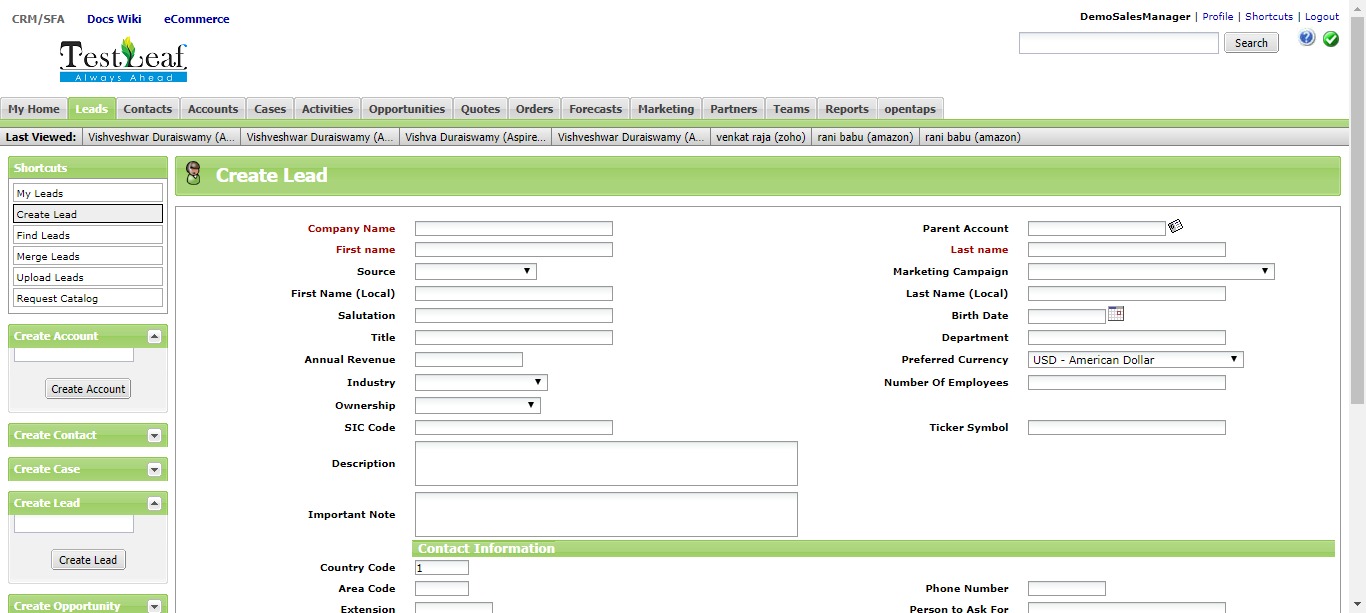 CRM/SFA Docs Wiki eCommerce
DemoSalesManager | Profile | Shortcuts | Logout
TestLeaf
Always Ahead
Search
My Home Leads Contacts Accounts Cases Activities Opportunities Quotes Orders Forecasts Marketing Partners Teams Reports opentaps
Last Viewed: Vishveshwar Duraiswamy (A... Vishveshwar Duraiswamy (A... Vishva Duraiswamy (Aspire... Vishveshwar Duraiswamy (A... venkat raja (zoho) rani babu (amazon) rani babu (amazon)
Shortcuts
My Leads
Create Lead
Find Leads
Merge Leads
Upload Leads
Request Catalog
Create Account
Create Account
Create Contact
Create Case
Create Lead
Create Lead
Create Opportunity
Create Lead
Company Name Parent Account
First name Last name
Source Marketing Campaign
First Name (Local) Last Name (Local)
Salutation Birth Date
Title Department
Annual Revenue Preferred Currency USD - American Dollar
Industry Number Of Employees
Ownership
SIC Code Ticker Symbol
Description
Important Note
Contact Information
Country Code 1
Area Code Phone Number
Extension Person to Ask For